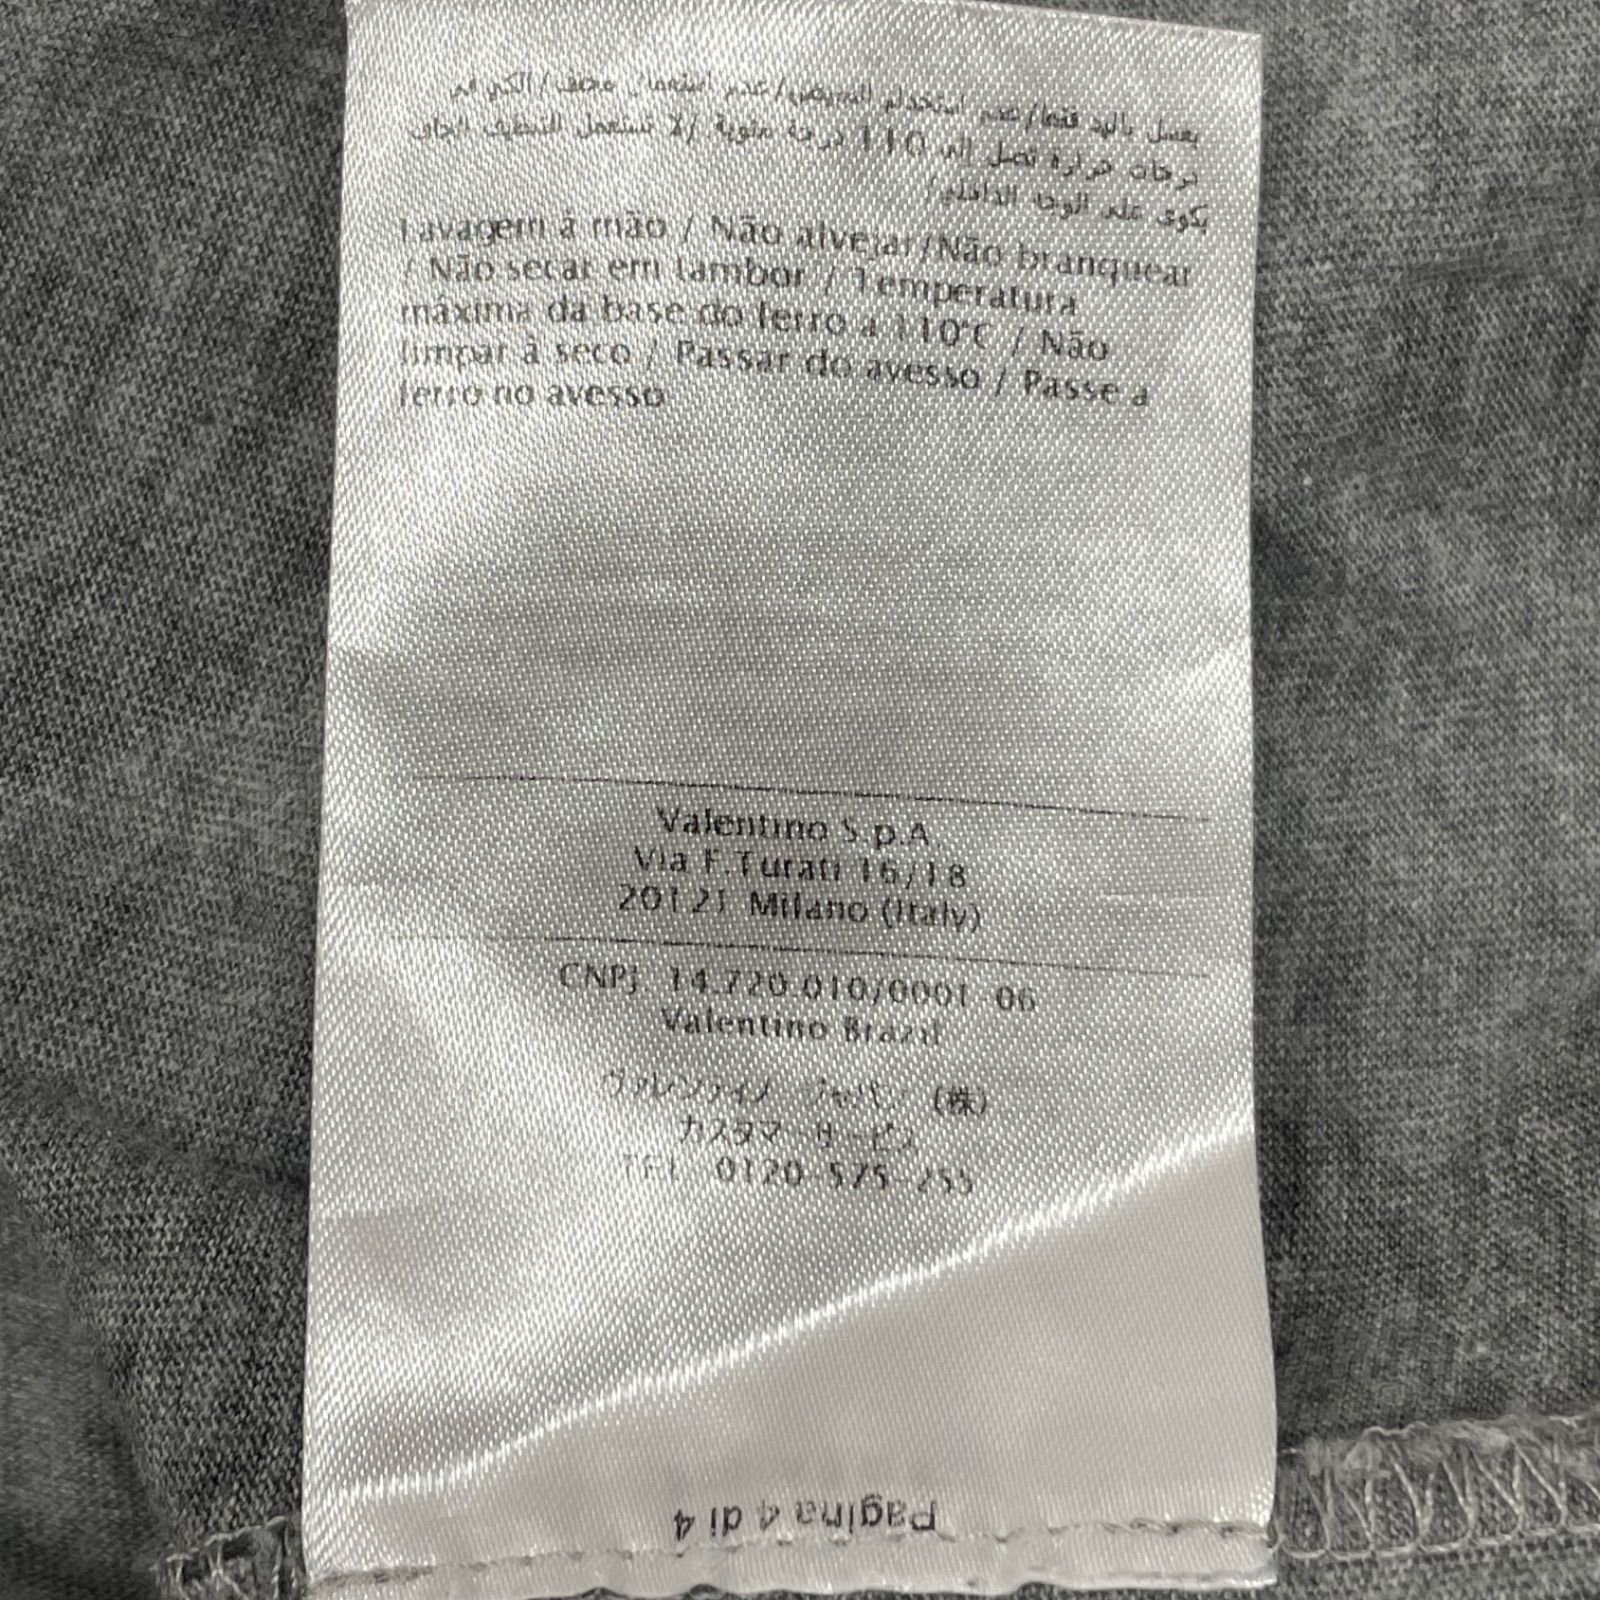 يغسل باليد فقط/عدم استخدام المبيض/عدم استعمال مجفف/الكي في
درجات حرارة تصل إلى 110 درجة مئوية /لا تستعمل التنظيف الجاف
يكوى على الوجه الداخلي/
Lavagem à mão / Não alvejar/Não branquear
/ Não secar em tambor / Temperatura
máxima da base do ferro a 110°C / Não
limpar à seco / Passar do avesso / Passe a
ferro no avesso
Valentino S.p.A.
Via F.Turati 16/18
20121 Milano (Italy)
CNPJ 14.720.010/0001 06
Valentino Brazil
ヴァレンティノ ジャパン (株)
カスタマーサービス
TEL 0120-575-255
Pagina 4 di 4